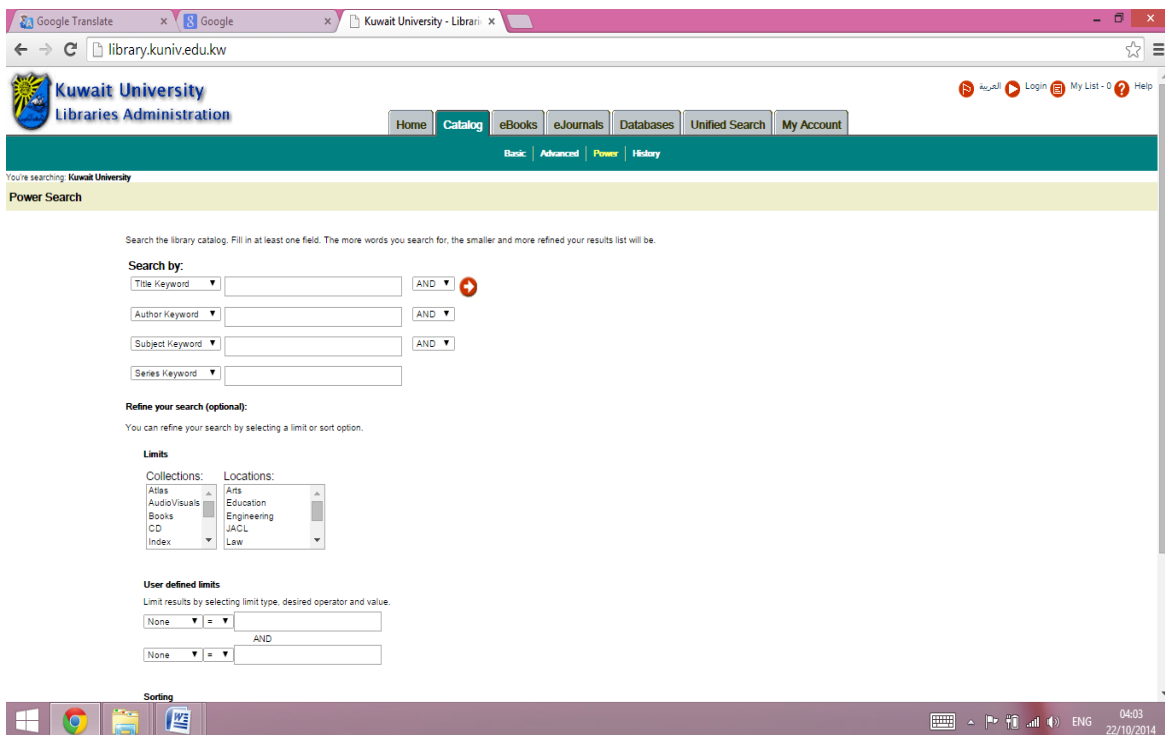 Google Translate
Google
Kuwait University - Librari
library.kuniv.edu.kw
Kuwait University
Libraries Administration
العربية Login My List - 0 Help
Home Catalog eBooks eJournals Databases Unified Search My Account
Basic Advanced Power History
You're searching: Kuwait University
Power Search
Search the library catalog. Fill in at least one field. The more words you search for, the smaller and more refined your results list will be.
Search by:
Title Keyword AND
Author Keyword AND
Subject Keyword AND
Series Keyword
Refine your search (optional):
You can refine your search by selecting a limit or sort option.
Limits
Collections: Locations:
Atlas Arts
AudioVisuals Education
Books Engineering
CD JACL
Index Law
User defined limits
Limit results by selecting limit type, desired operator and value.
None =
AND
None =
Sorting
ENG 04:03
22/10/2014